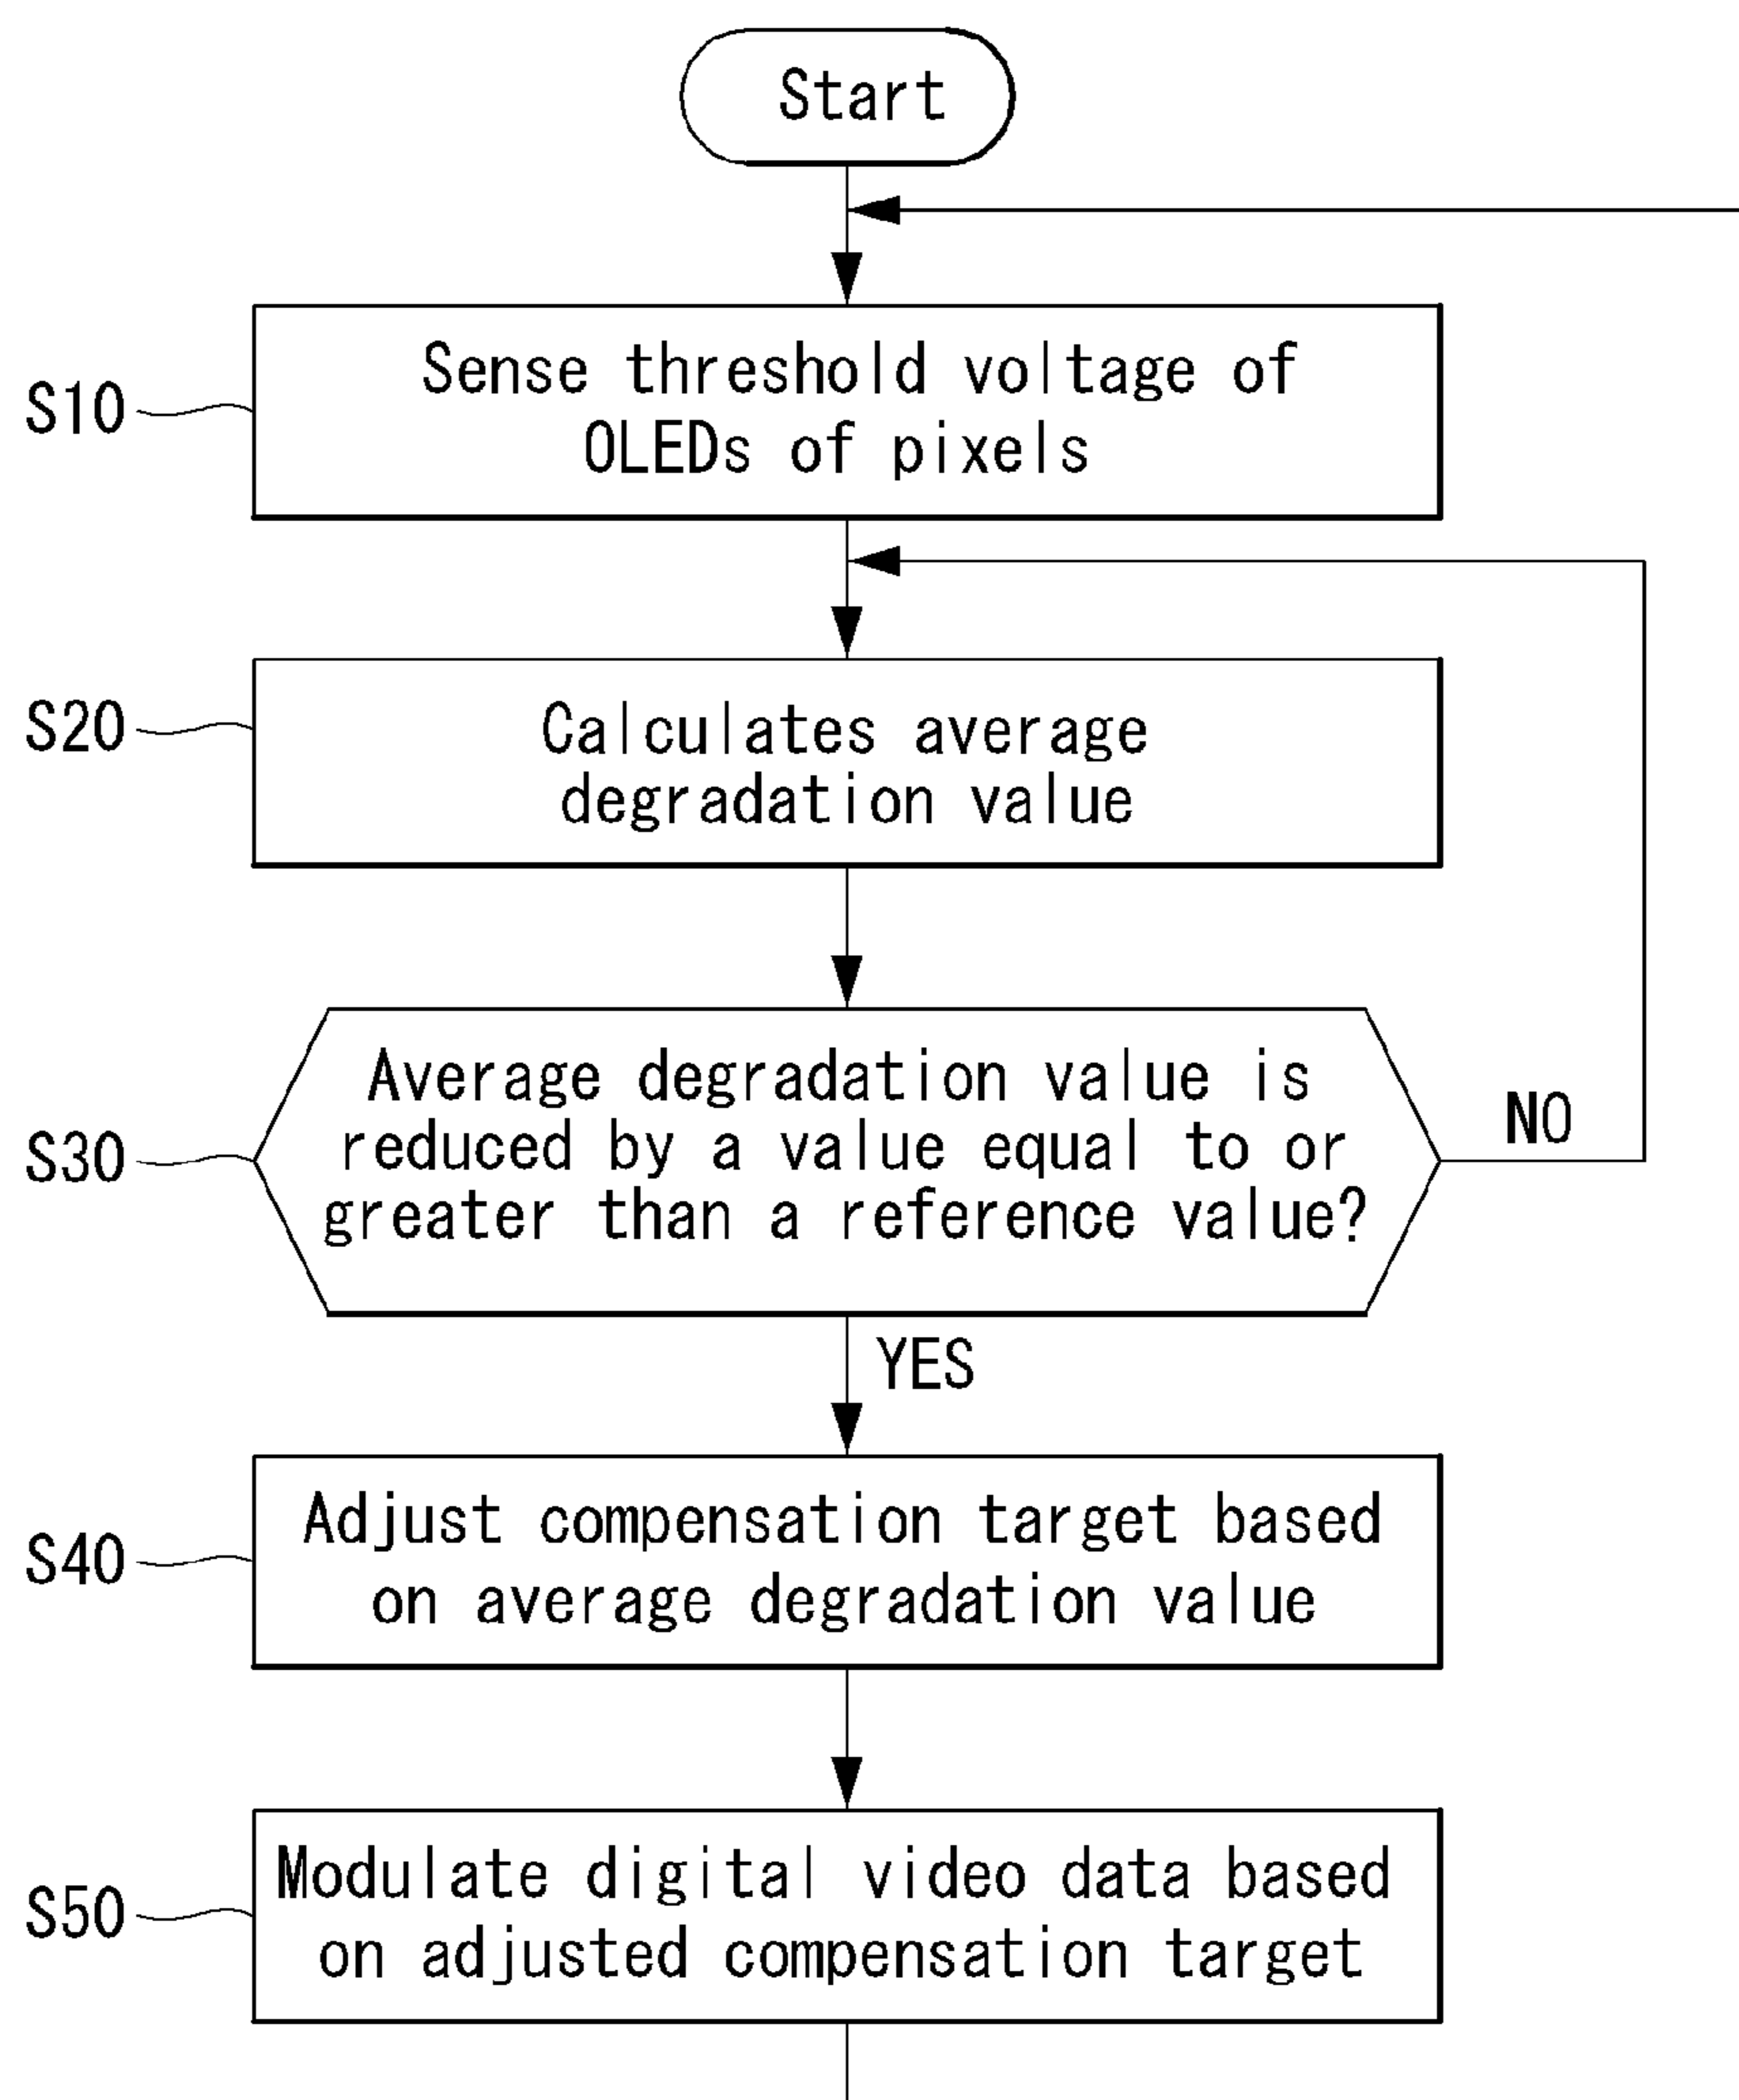 Start
S10
Sense threshold voltage of
OLEDs of pixels
S20
Calculates average
degradation value
S30
Average degradation value is
reduced by a value equal to or
greater than a reference value?
NO
YES
S40
Adjust compensation target based
on average degradation value
S50
Modulate digital video data based
on adjusted compensation target